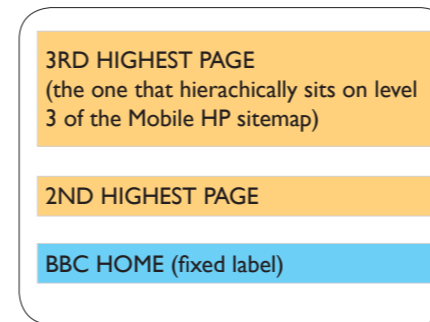 3RD HIGHEST PAGE
(the one that hierachically sits on level
3 of the Mobile HP sitemap)
2ND HIGHEST PAGE
BBC HOME (fixed label)